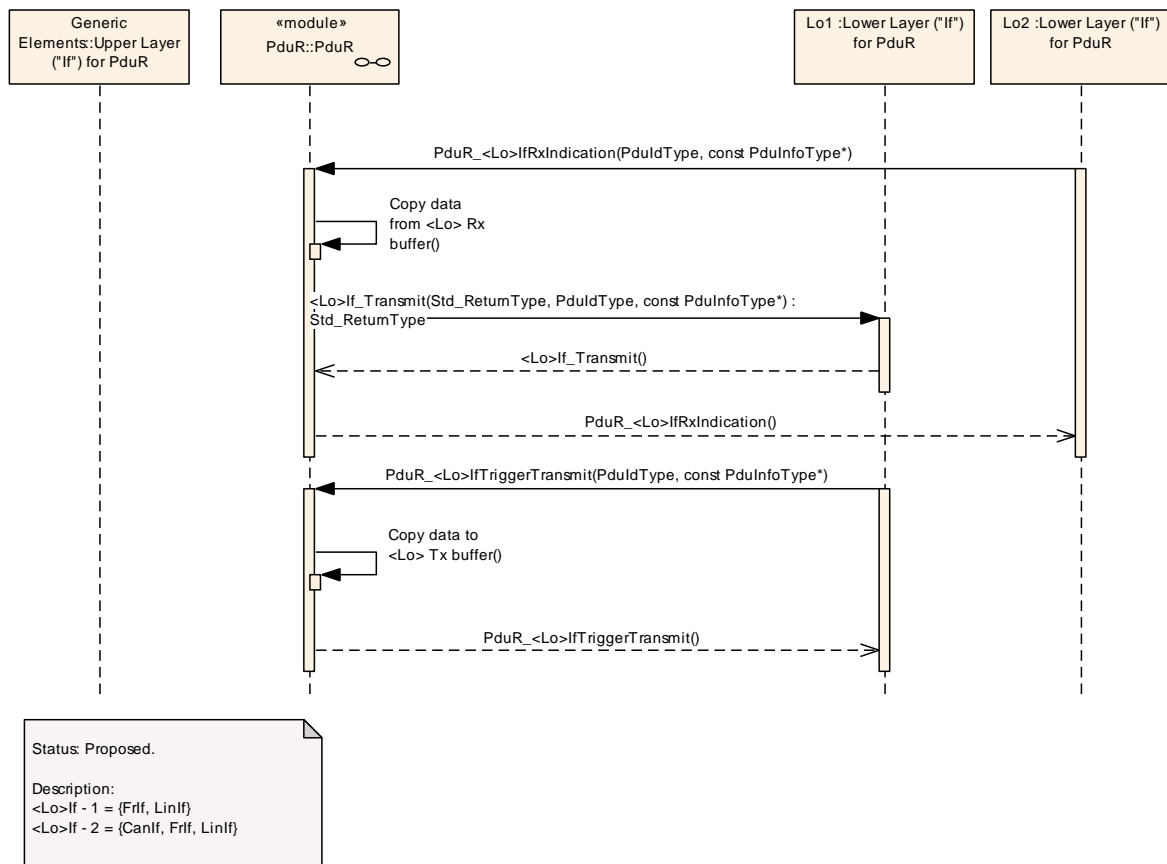 Generic
Elements::Upper Layer
("If") for PduR
«module»
PduR::PduR
Lo1 :Lower Layer ("If")
for PduR
Lo2 :Lower Layer ("If")
for PduR
PduR_<Lo>IfRxIndication(PduIdType, const PduInfoType*)
Copy data
from <Lo> Rx
buffer()
<Lo>If_Transmit(Std_ReturnType, PduIdType, const PduInfoType*) :
Std_ReturnType
<Lo>If_Transmit()
PduR_<Lo>IfRxIndication()
PduR_<Lo>IfTriggerTransmit(PduIdType, const PduInfoType*)
Copy data to
<Lo> Tx buffer()
PduR_<Lo>IfTriggerTransmit()
Status: Proposed.
Description:
<Lo>If - 1 = {FrIf, LinIf}
<Lo>If - 2 = {CanIf, FrIf, LinIf}